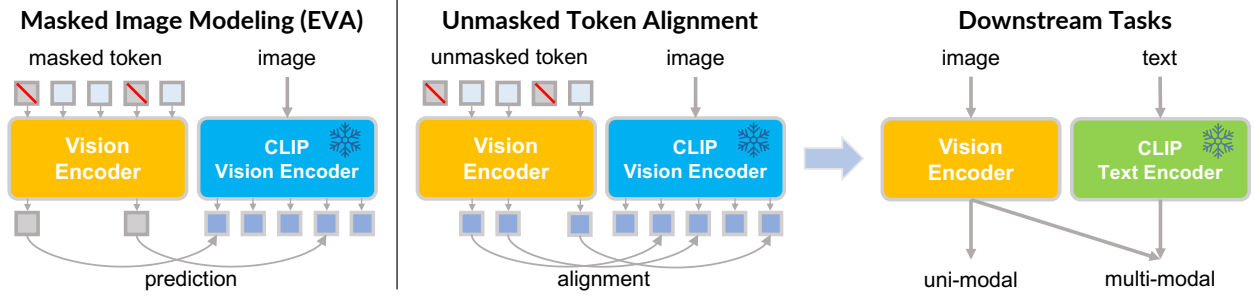 Masked Image Modeling (EVA)
masked token
image
Vision
Encoder
CLIP
Vision Encoder
prediction
Unmasked Token Alignment
unmasked token
image
Vision
Encoder
CLIP
Vision Encoder
alignment
Downstream Tasks
image
text
Vision
Encoder
CLIP
Text Encoder
uni-modal
multi-modal